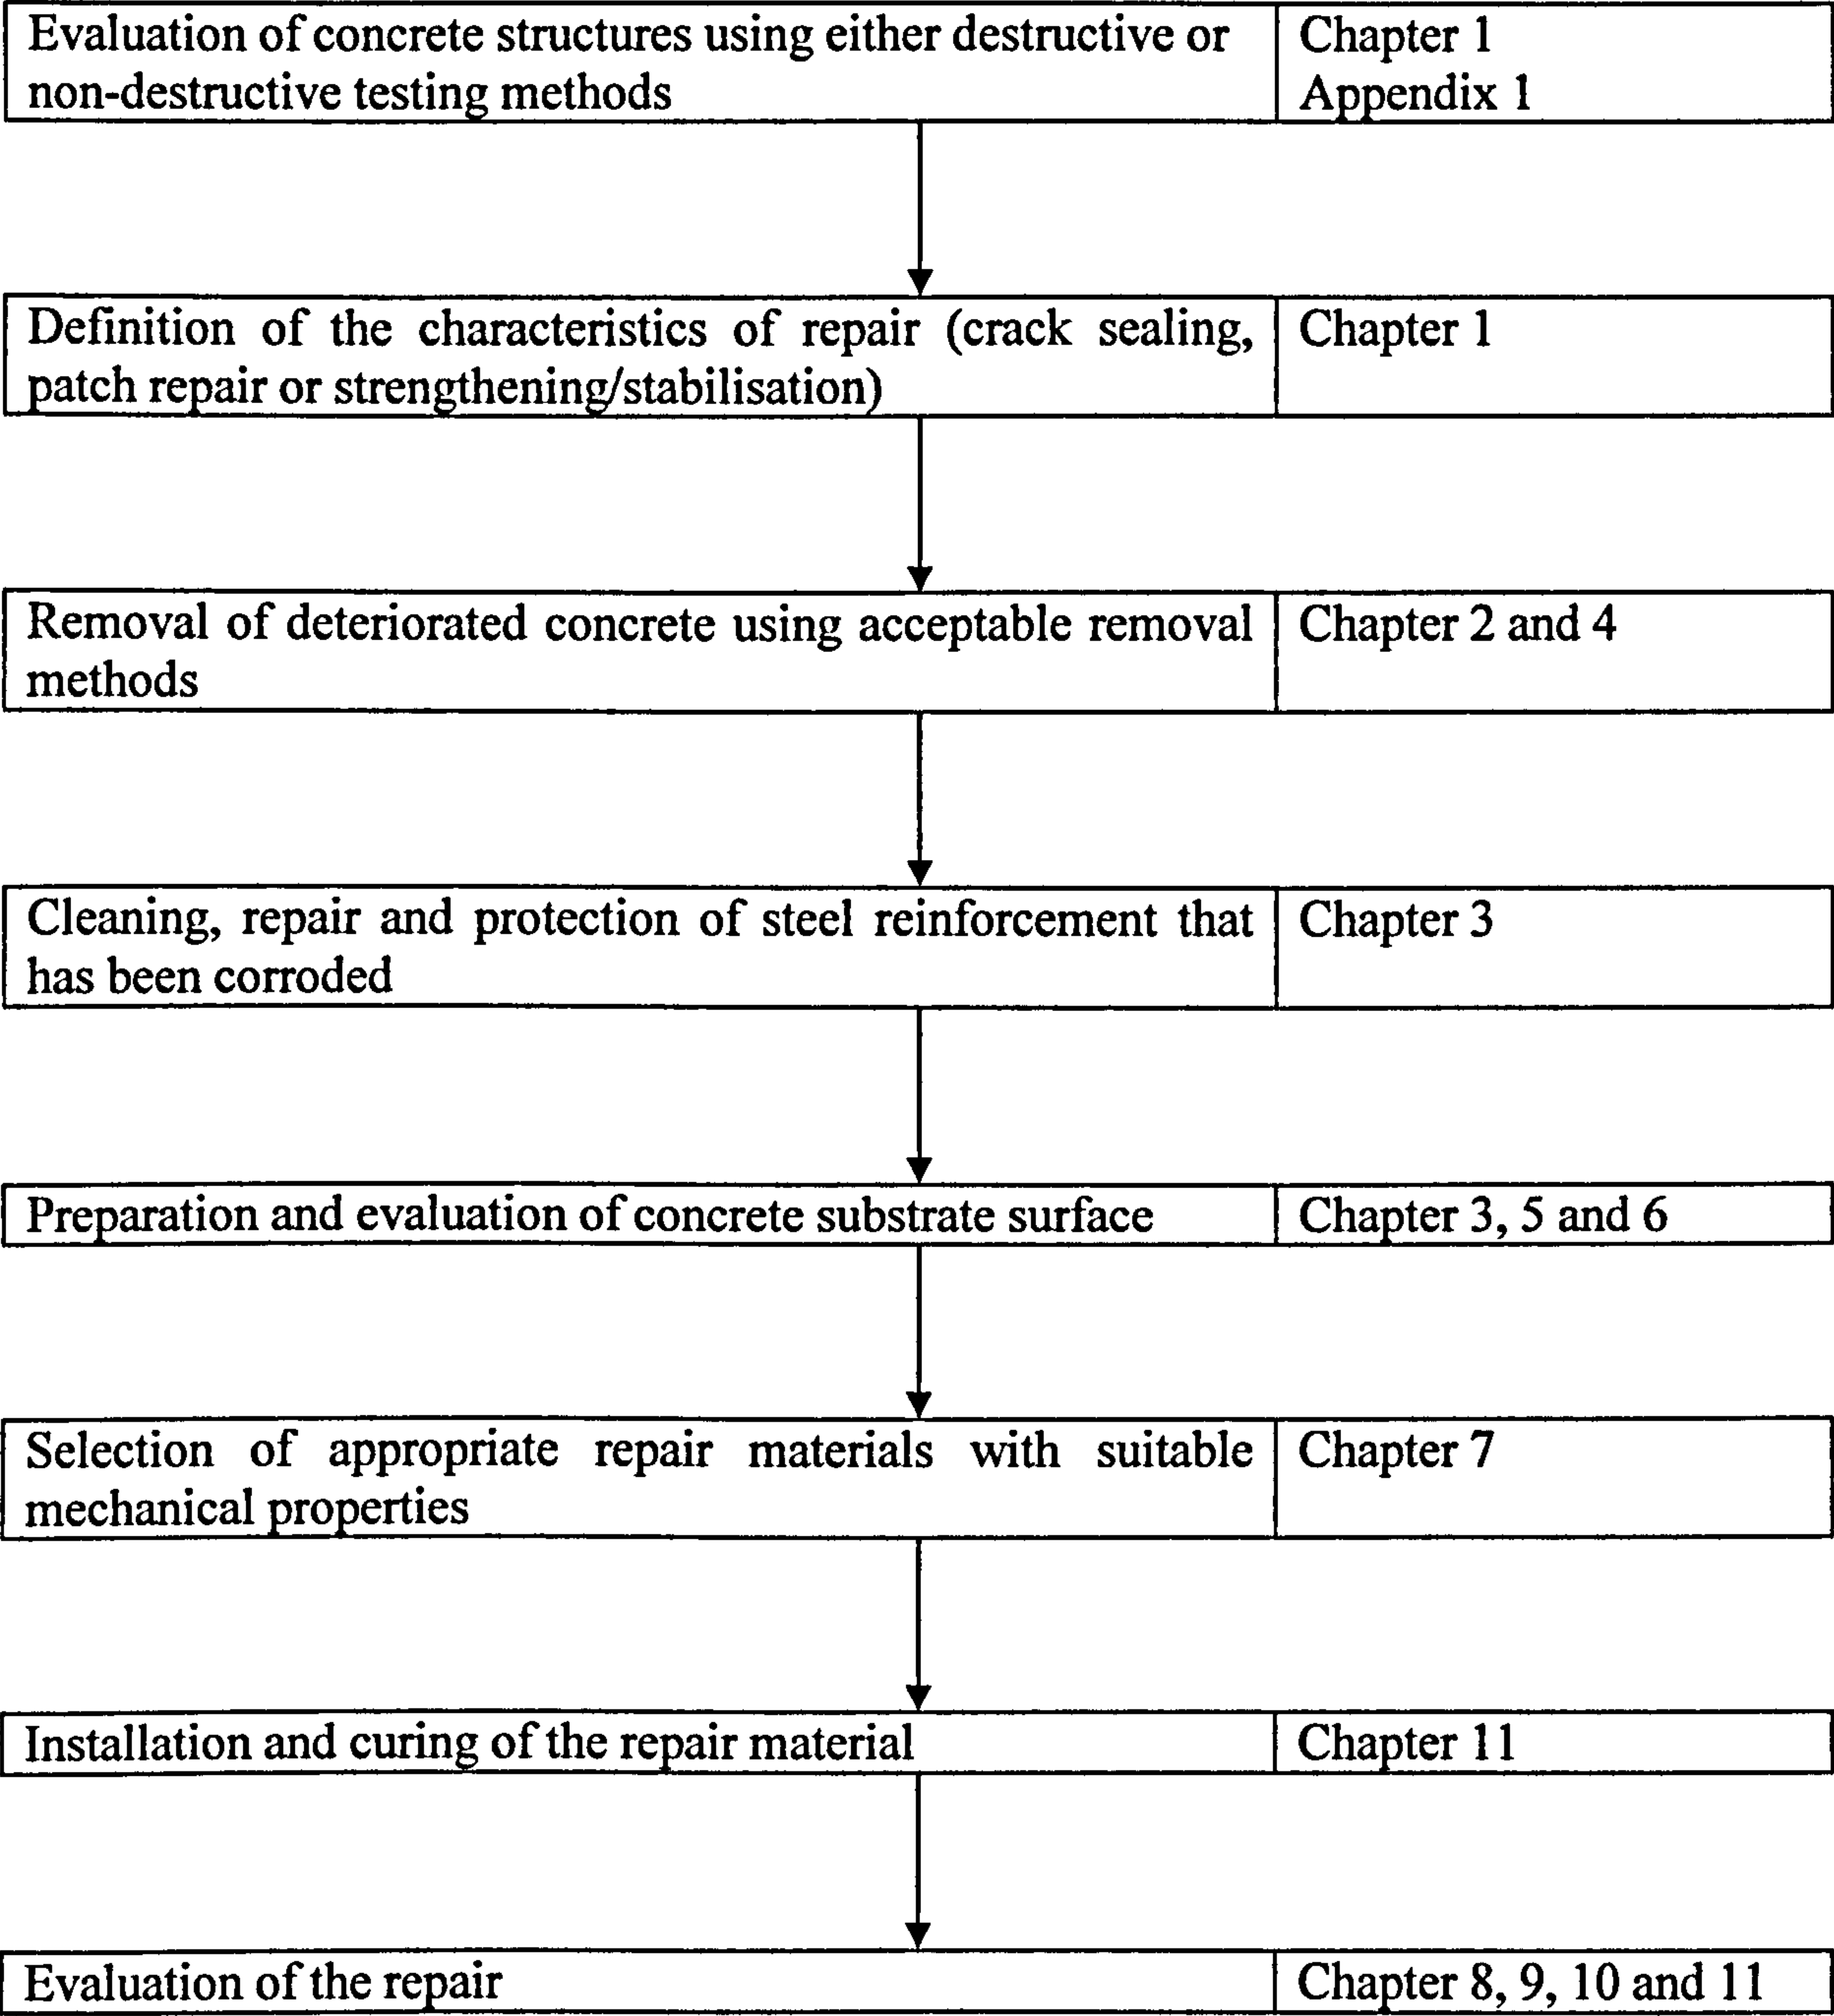 Evaluation of concrete structures using either destructive or
non-destructive testing methods
Chapter 1
Appendix 1
Definition of the characteristics of repair (crack sealing,
patch repair or strengthening/stabilisation)
Chapter 1
Removal of deteriorated concrete using acceptable removal
methods
Chapter 2 and 4
Cleaning, repair and protection of steel reinforcement that
has been corroded
Chapter 3
Preparation and evaluation of concrete substrate surface
Chapter 3, 5 and 6
Selection of appropriate repair materials with suitable
mechanical properties
Chapter 7
Installation and curing of the repair material
Chapter 11
Evaluation of the repair
Chapter 8, 9, 10 and 11